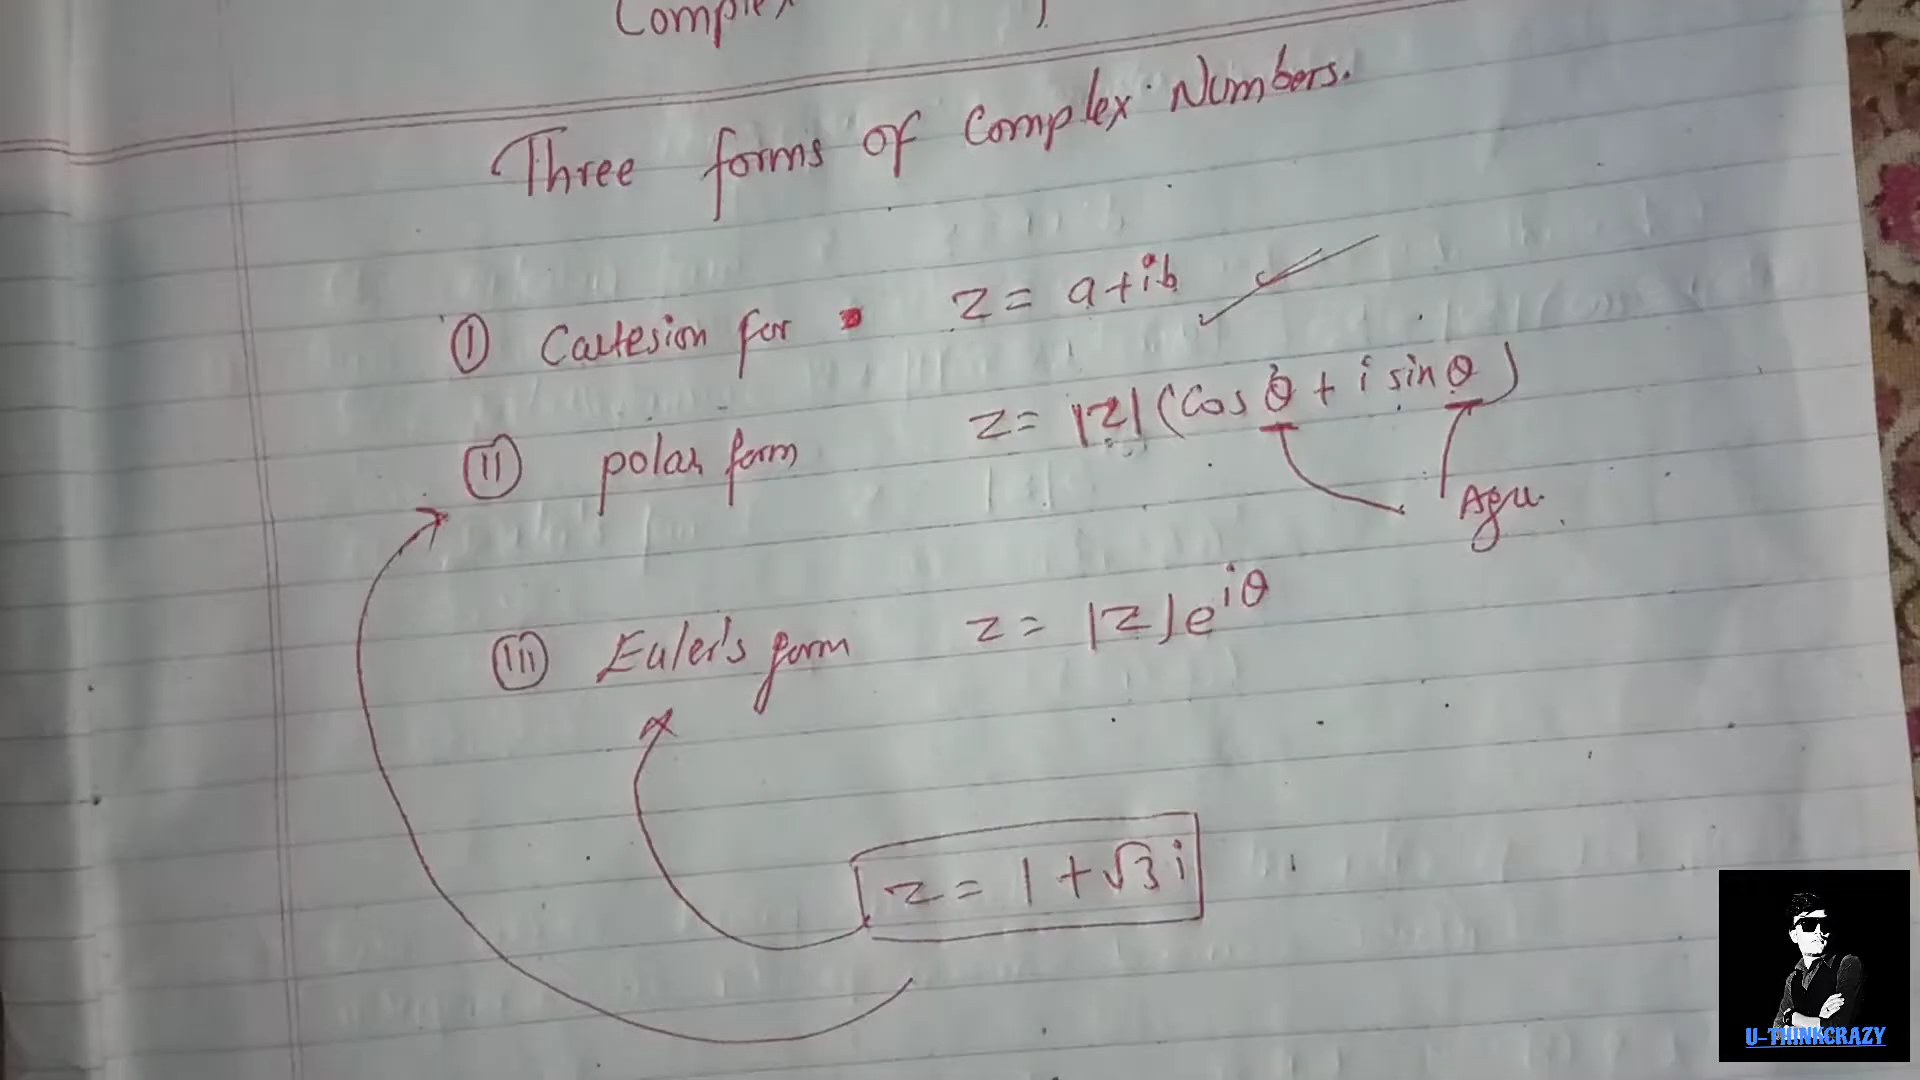 Complex
Three forms of Complex Numbers.
(I) Cartesion for z = a+ib
(II) polar form z = |z| (Cos θ + i sin θ)
Agu.
(III) Euler's form z = |z| e^{iθ}
z = 1 + √3 i
U-THINKCRAZY